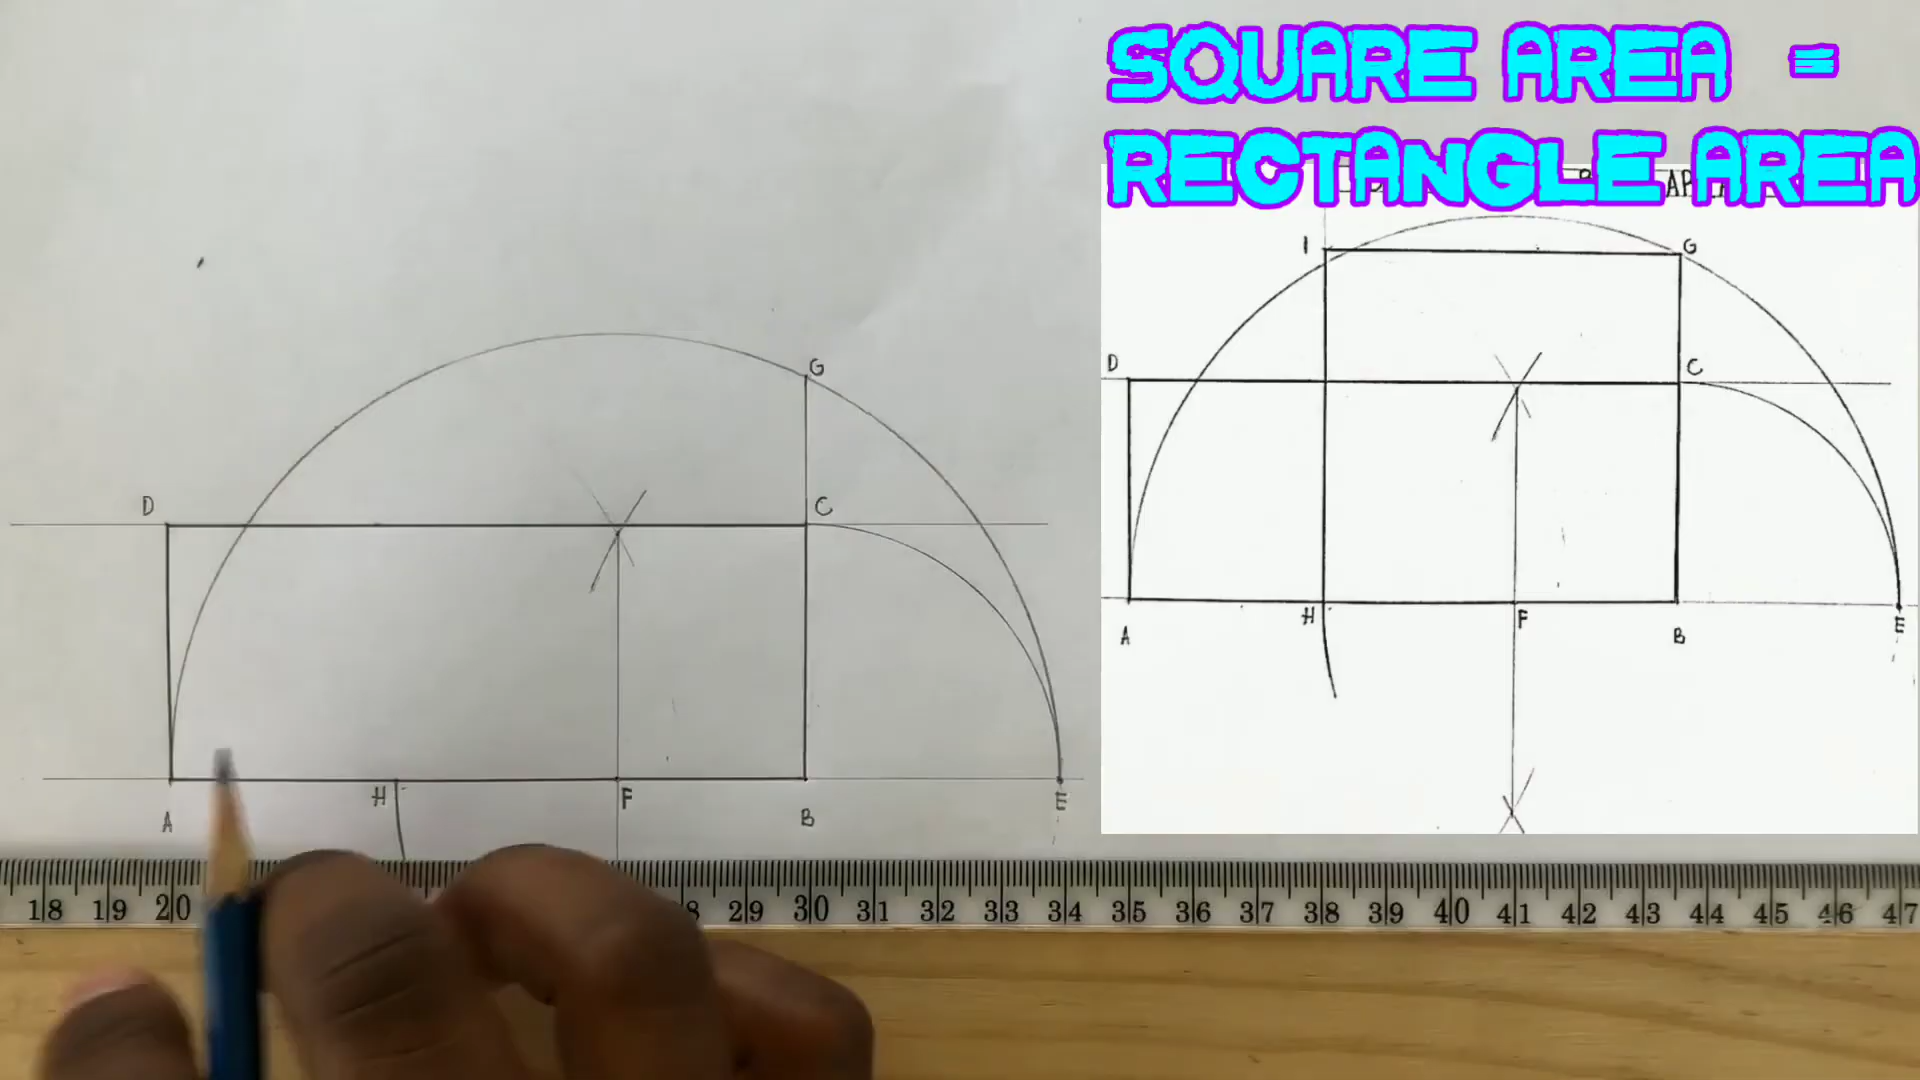 SQUARE AREA =
RECTANGLE AREA
I G
D C
H F
A B E
G
D C
H F
A B E
18 19 20 29 30 31 32 33 34 35 36 37 38 39 40 41 42 43 44 45 46 47